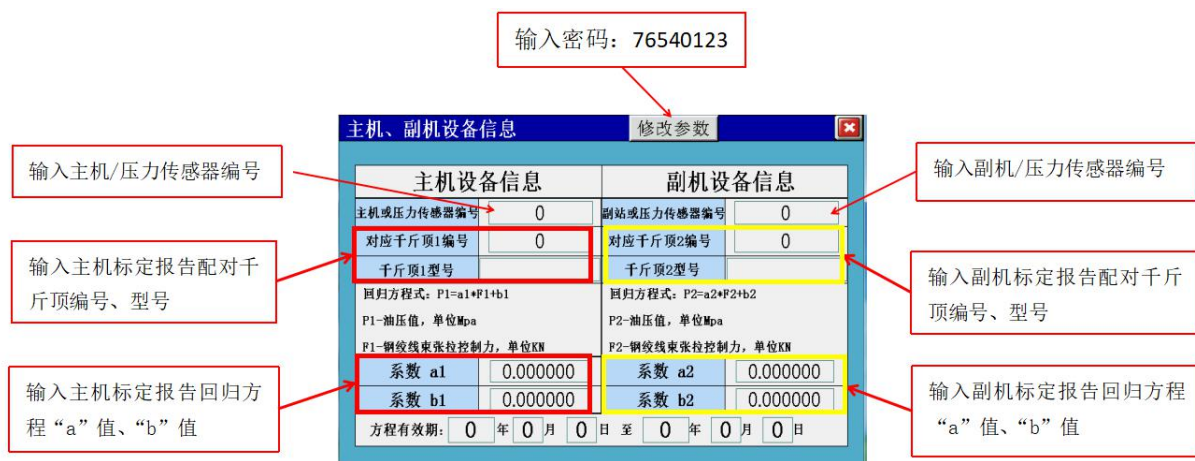 输入密码：76540123
主机、副机设备信息
修改参数
输入主机/压力传感器编号
输入副机/压力传感器编号
主机设备信息
副机设备信息
主机或压力传感器编号
0
副站或压力传感器编号
0
对应千斤顶1编号
0
对应千斤顶2编号
0
千斤顶1型号
千斤顶2型号
输入主机标定报告配对千
斤顶编号、型号
输入副机标定报告配对千斤
顶编号、型号
回归方程式：P1=a1*F1+b1
回归方程式：P2=a2*F2+b2
P1-油压值，单位Mpa
P2-油压值，单位Mpa
F1-钢绞线束张拉控制力，单位KN
F2-钢绞线束张拉控制力，单位KN
系数 a1
0.000000
系数 a2
0.000000
系数 b1
0.000000
系数 b2
0.000000
输入主机标定报告回归方
程“a”值、“b”值
输入副机标定报告回归方程
“a”值、“b”值
方程有效期： 0 年 0 月 0 日 至 0 年 0 月 0 日